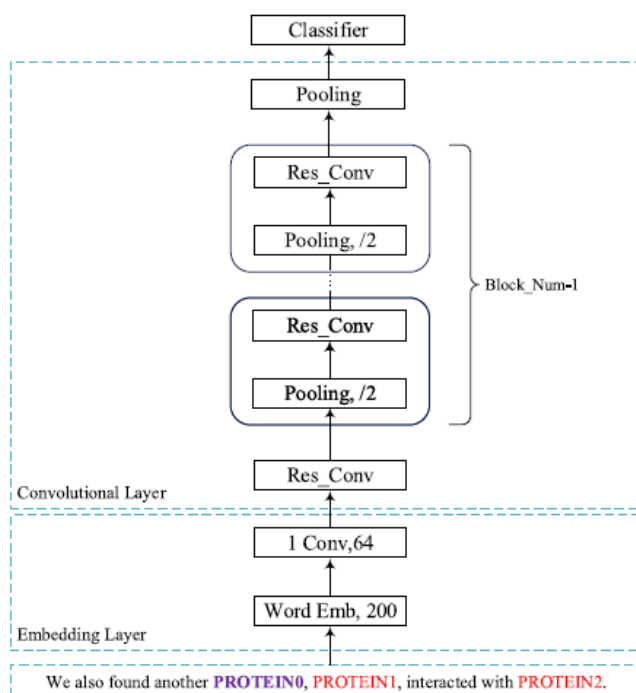 Classifier
Pooling
Res_Conv
Pooling, /2
Block_Num-1
Res_Conv
Pooling, /2
Res_Conv
Convolutional Layer
1 Conv,64
Word Emb, 200
Embedding Layer
We also found another PROTEIN0, PROTEIN1, interacted with PROTEIN2.